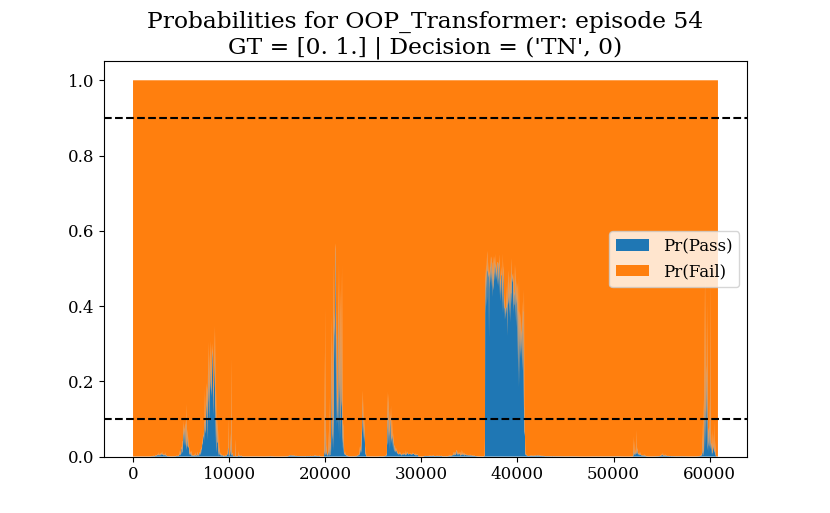 Probabilities for OOP_Transformer: episode 54
GT = [0. 1.] | Decision = ('TN', 0)
1.0
0.8
0.6
0.4
0.2
0.0
Pr(Pass)
Pr(Fail)
0 10000 20000 30000 40000 50000 60000